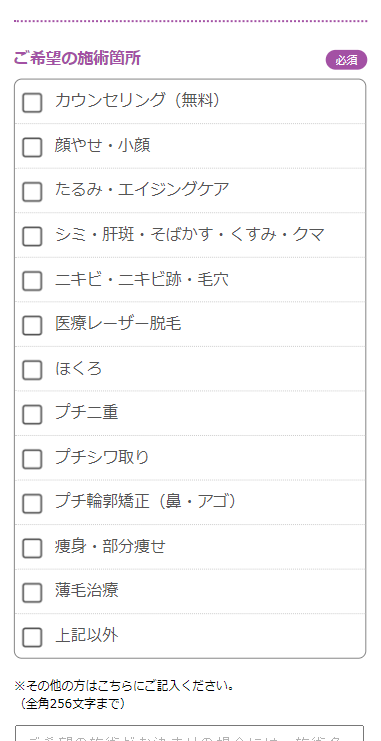 ご希望の施術箇所
必須
カウンセリング（無料）
顔やせ・小顔
たるみ・エイジングケア
シミ・肝斑・そばかす・くすみ・クマ
ニキビ・ニキビ跡・毛穴
医療レーザー脱毛
ほくろ
プチ二重
プチシワ取り
プチ輪郭矯正（鼻・アゴ）
痩身・部分痩せ
薄毛治療
上記以外
※その他の方はこちらにご記入ください。
（全角256文字まで）